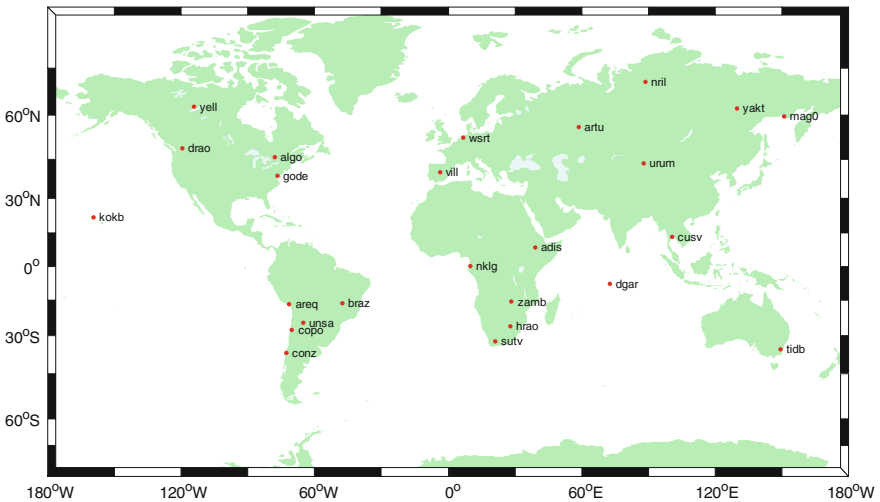 nril
yell
yakt
60°N
mag0
artu
wsrt
drao
algo
urum
vill
gode
30°N
kokb
cusv
adis
0°
nklg
dgar
areq
braz
zamb
unsa
copo
hrao
30°S
sutv
tidb
conz
60°S
180°W
120°W
60°W
0°
60°E
120°E
180°W